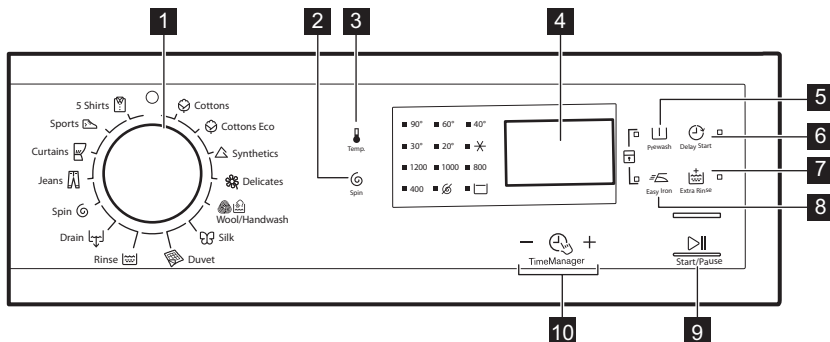 1
2
3
4
5
6
7
8
9
10
5 Shirts
Sports
Curtains
Jeans
Spin
Drain
Rinse
Cottons
Cottons Eco
Synthetics
Delicates
Wool/Handwash
Silk
Duvet
Temp.
Spin
90° 60° 40°
30° 20°
1200 1000 800
400
Prewash
Delay Start
Easy Iron
Extra Rinse
- +
TimeManager
Start/Pause